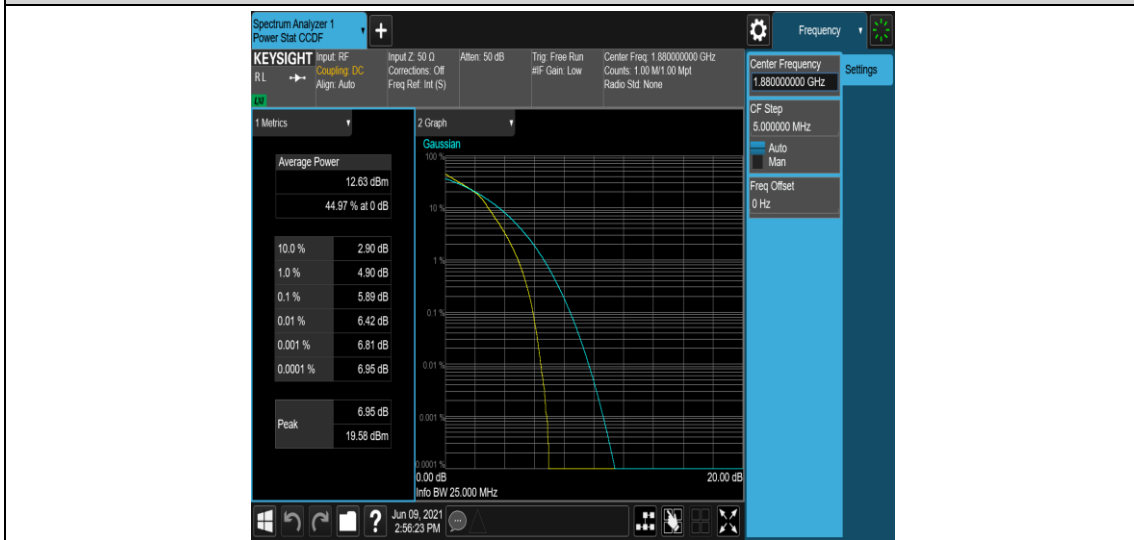 Spectrum Analyzer 1
Power Stat CCDF
+
Frequency
KEYSIGHT
RL
LXI
Input: RF
Coupling: DC
Align: Auto
Input Z: 50 Ω
Corrections: Off
Freq Ref: Int (S)
Atten: 50 dB
Trig: Free Run
#IF Gain: Low
Center Freq: 1.880000000 GHz
Counts: 1.00 M/1.00 Mpt
Radio Std: None
Center Frequency
1.880000000 GHz
Settings
CF Step
5.000000 MHz
Auto
Man
Freq Offset
0 Hz
1 Metrics
Average Power
12.63 dBm
44.97 % at 0 dB
10.0 % 2.90 dB
1.0 % 4.90 dB
0.1 % 5.89 dB
0.01 % 6.42 dB
0.001 % 6.81 dB
0.0001 % 6.95 dB
Peak
6.95 dB
19.58 dBm
2 Graph
Gaussian
100 %
10 %
1 %
0.1 %
0.01 %
0.001 %
0.0001 %
0.00 dB 20.00 dB
Info BW 25.000 MHz
?
Jun 09, 2021
2:56:23 PM